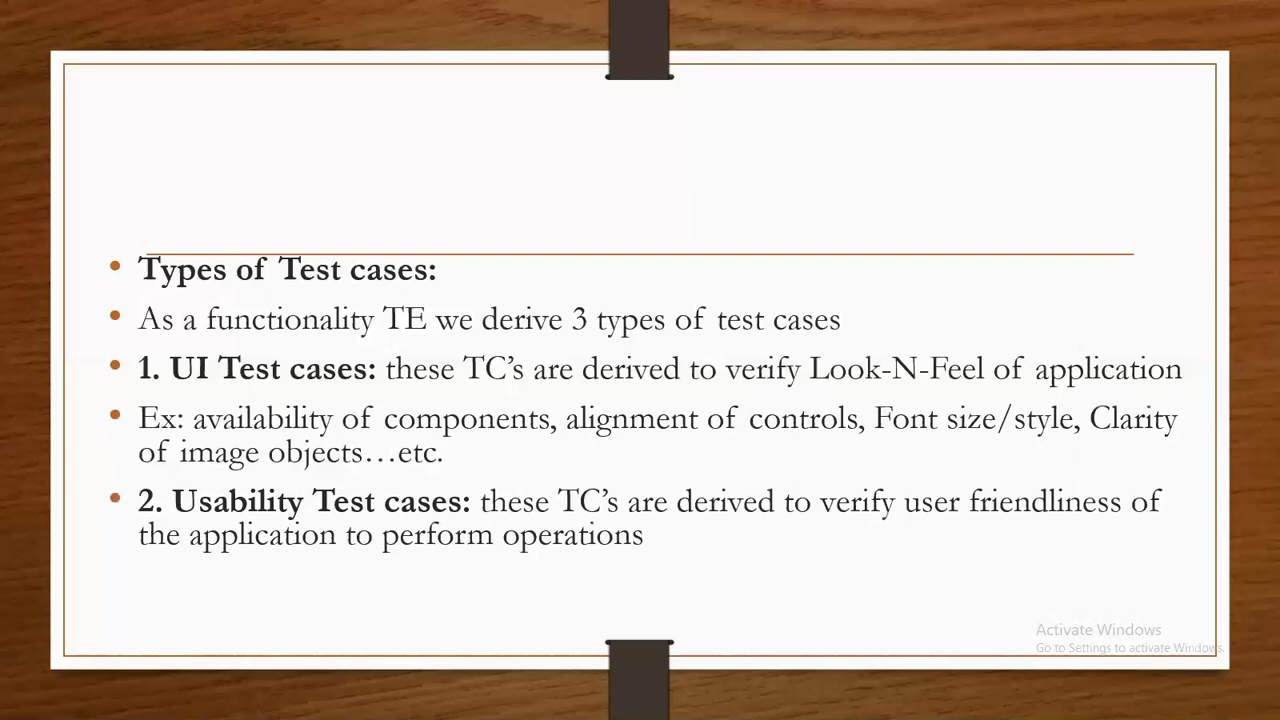 • Types of Test cases:
• As a functionality TE we derive 3 types of test cases
• 1. UI Test cases: these TC’s are derived to verify Look-N-Feel of application
• Ex: availability of components, alignment of controls, Font size/style, Clarity
of image objects…etc.
• 2. Usability Test cases: these TC’s are derived to verify user friendliness of
the application to perform operations
Activate Windows
Go to Settings to activate Windows.